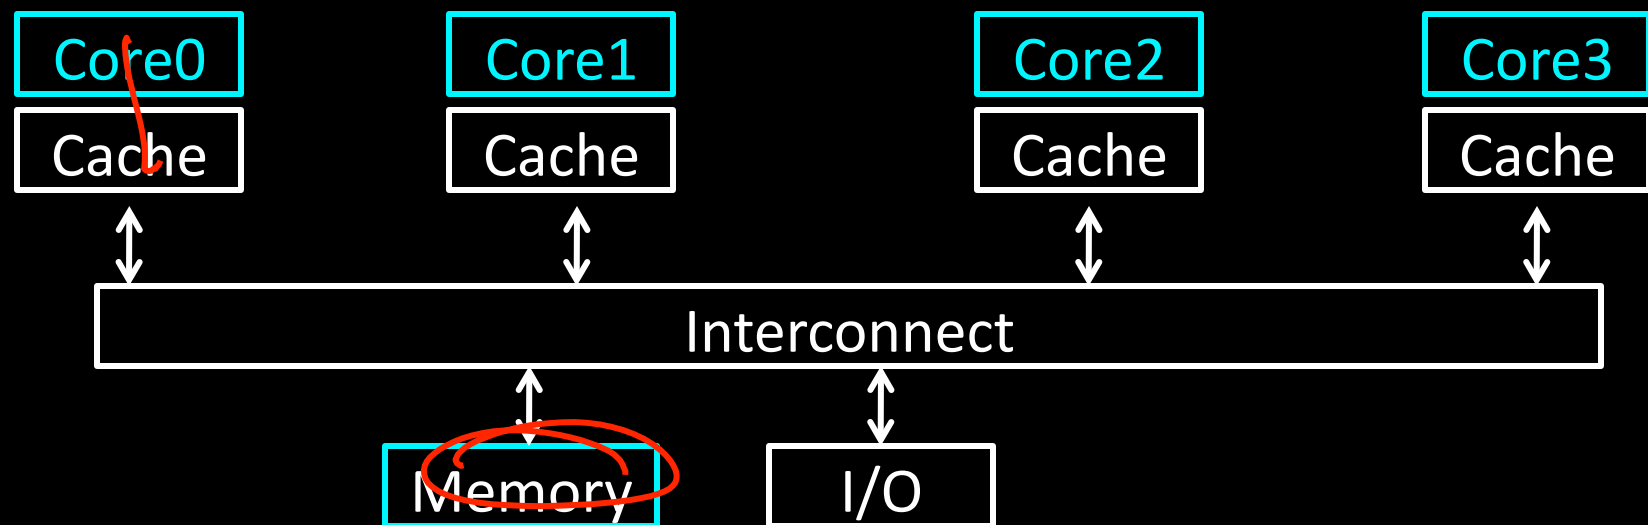 Core0 Core1 Core2 Core3
Cache Cache Cache Cache
Interconnect
Memory I/O